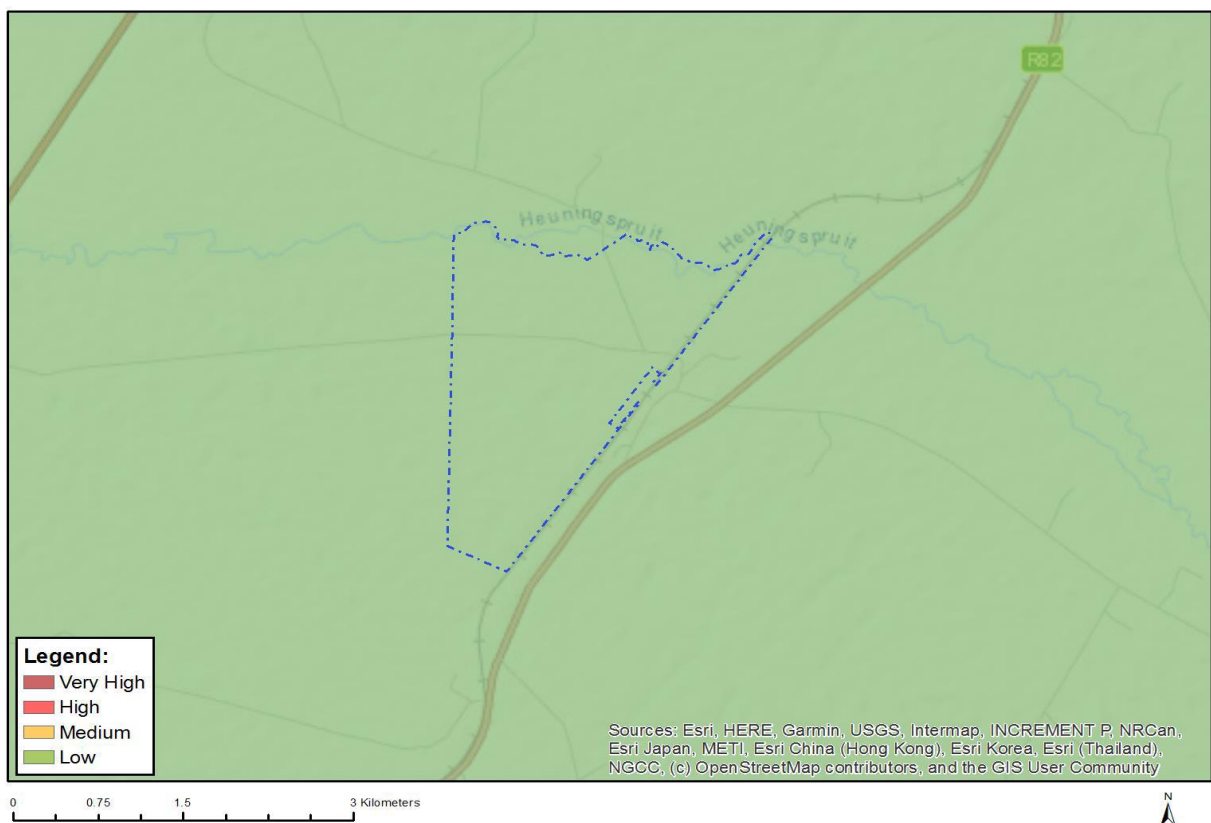 R82
Heuningspruit
Heuningspruit
Legend:
Very High
High
Medium
Low
Sources: Esri, HERE, Garmin, USGS, Intermap, INCREMENT P, NRCan,
Esri Japan, METI, Esri China (Hong Kong), Esri Korea, Esri (Thailand),
NGCC, (c) OpenStreetMap contributors, and the GIS User Community
0 0.75 1.5 3 Kilometers
N